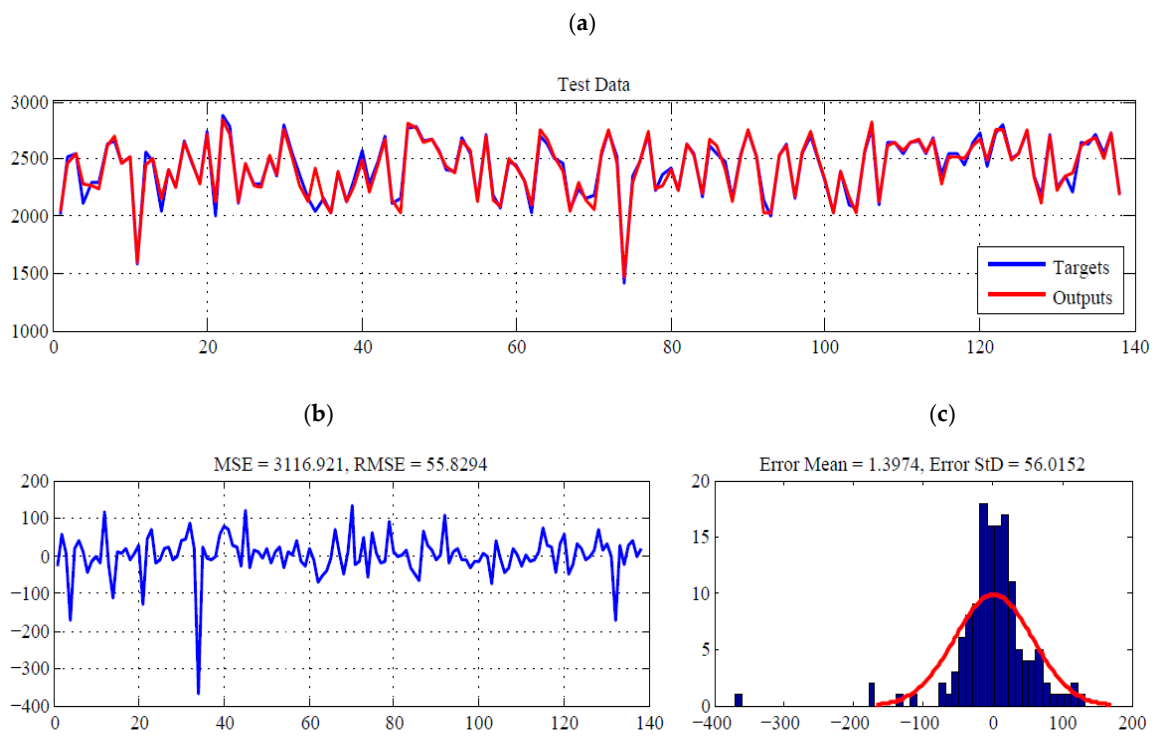 (a)
Test Data
3000
2500
2000
1500
1000
0 20 40 60 80 100 120 140
Targets
Outputs
(b)
MSE = 3116.921, RMSE = 55.8294
200
100
0
−100
−200
−300
−400
0 20 40 60 80 100 120 140
(c)
Error Mean = 1.3974, Error StD = 56.0152
20
15
10
5
0
−400 −300 −200 −100 0 100 200